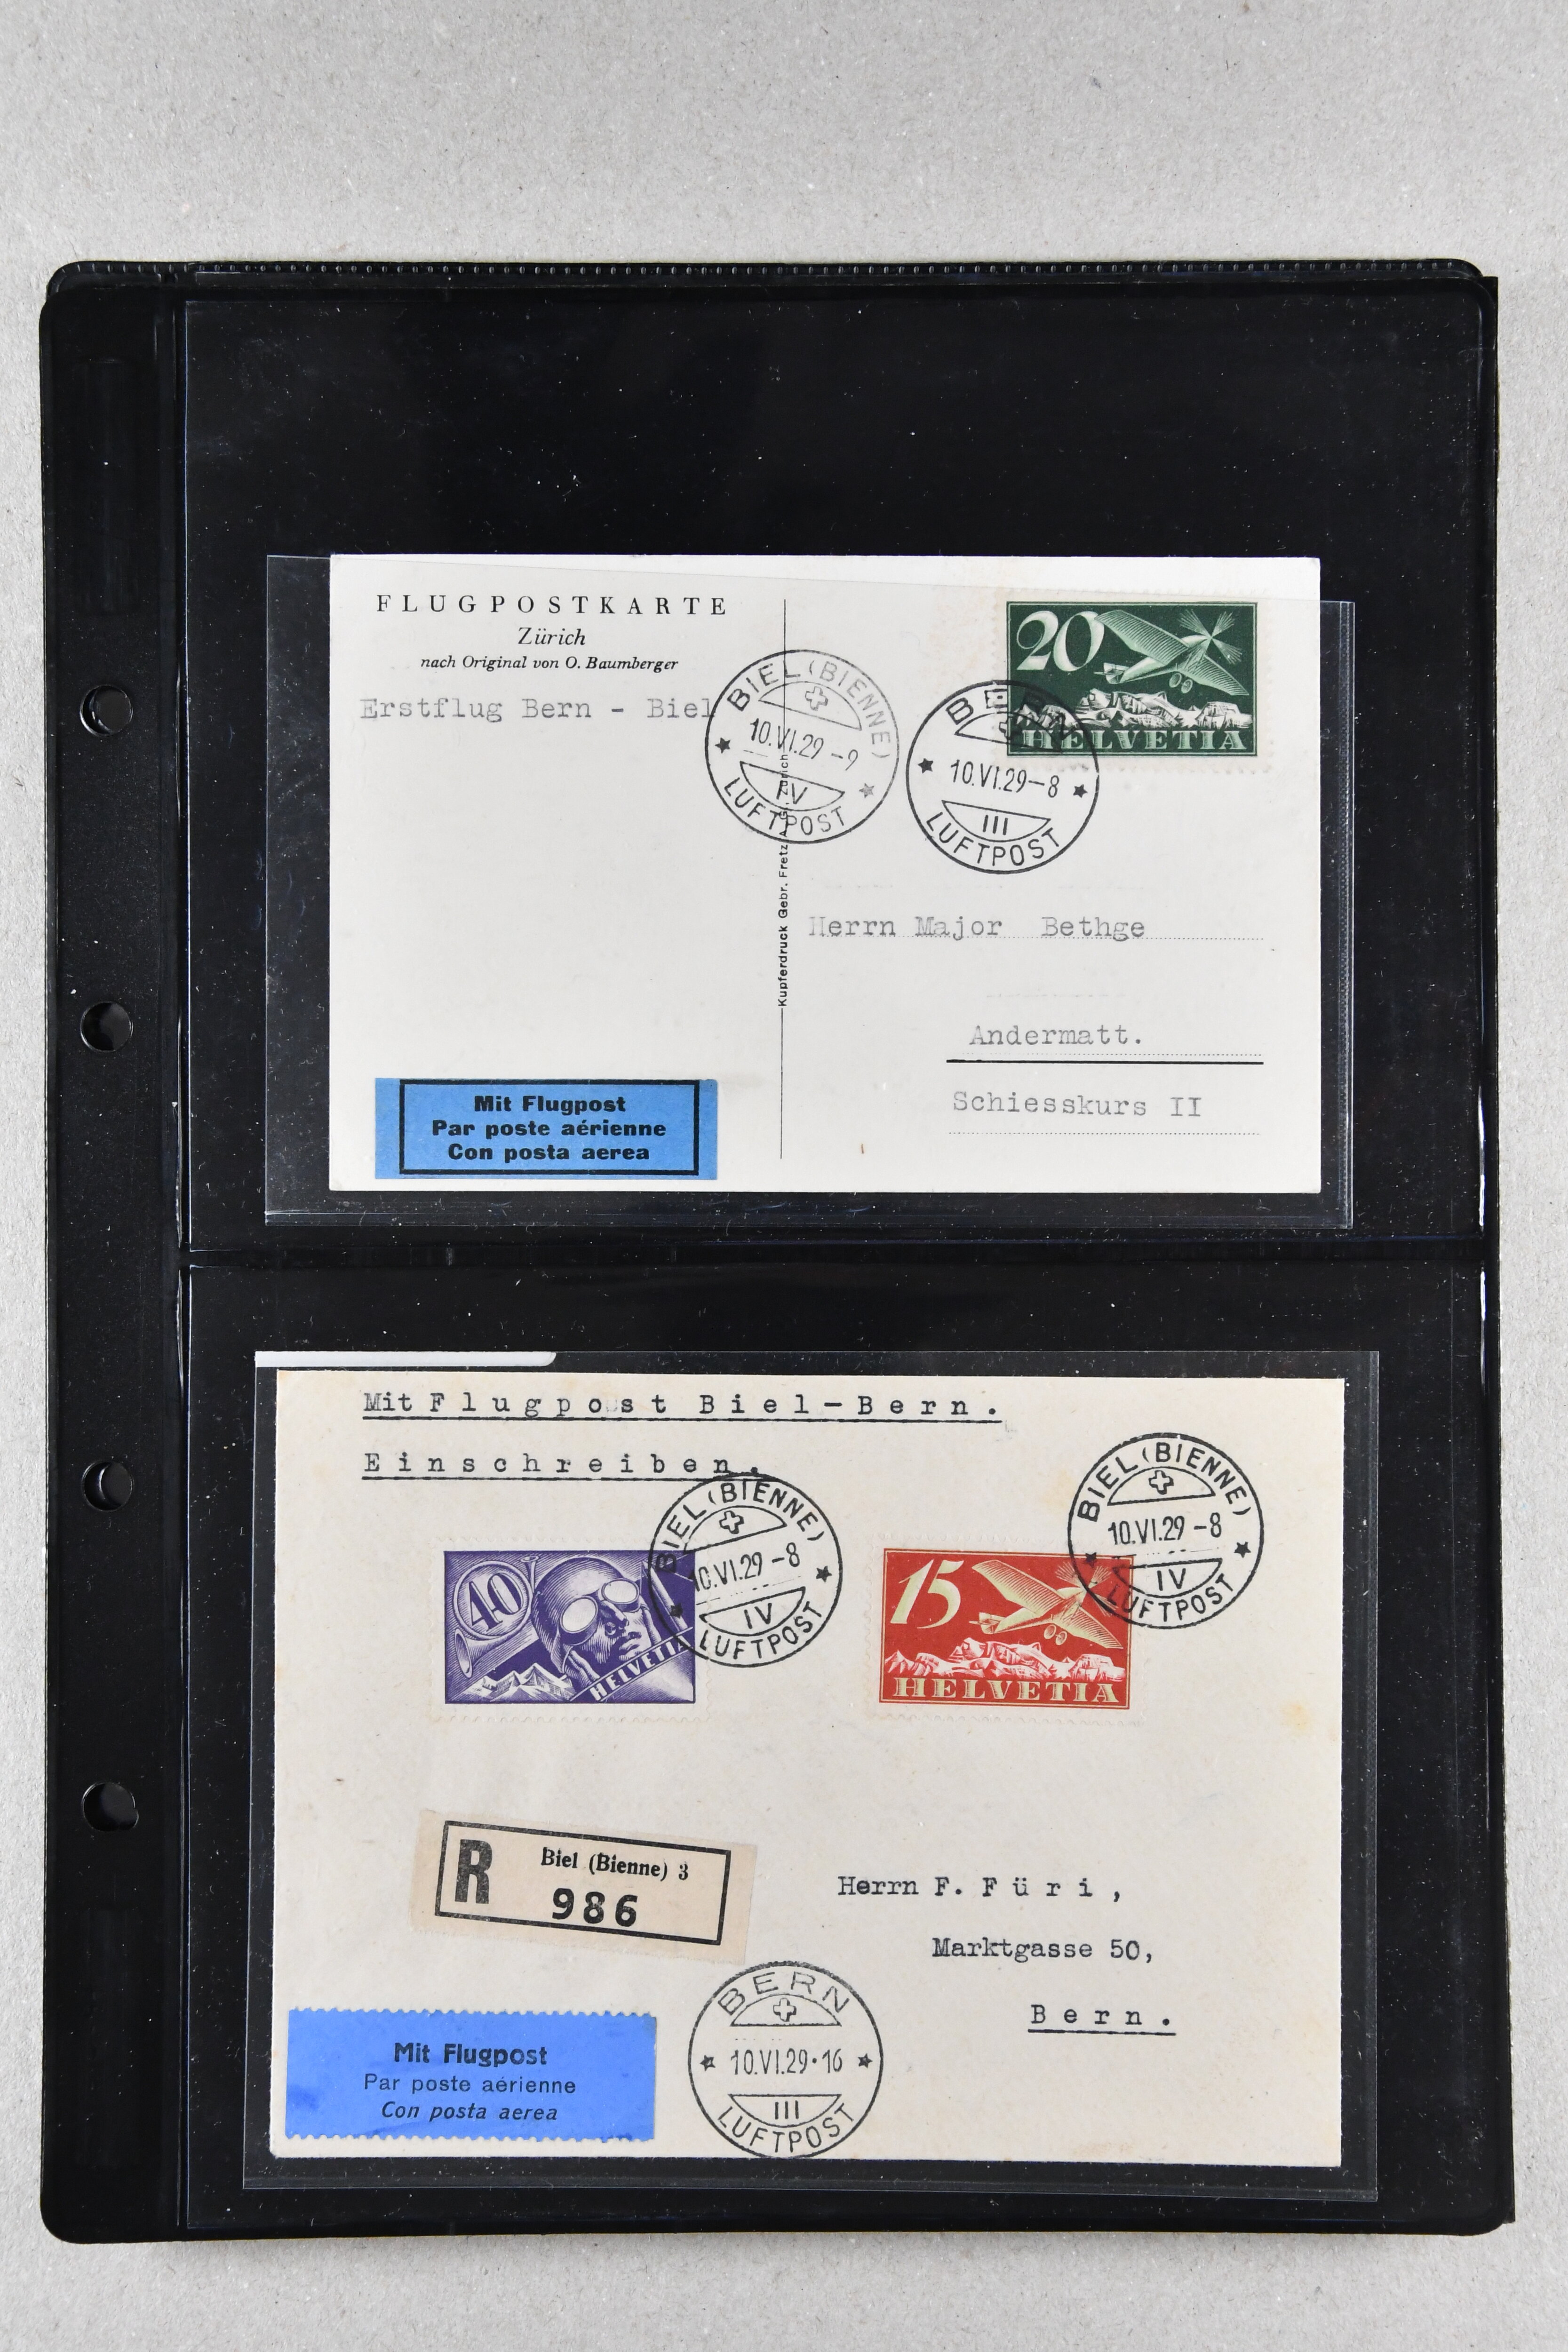 FLUGPOSTKARTE
Zürich
nach Original von O. Baumberger
Erstflug Bern - Biel
BIEL (BIENNE)
10.VI.29-9
IV
LUFTPOST
BERN
10.VI.29-8
III
LUFTPOST
20
HELVETIA
Kupferdruck Gebr. Fretz
Herrn Major Bethge
Andermatt.
Schiesskurs II
Mit Flugpost
Par poste aérienne
Con posta aerea
Mit Flugpost Biel-Bern.
Einschreiben.
BIEL (BIENNE)
10.VI.29-8
IV
LUFTPOST
BIEL (BIENNE)
10.VI.29-8
IV
LUFTPOST
40
HELVETIA
15
HELVETIA
R
Biel (Bienne) 3
986
Herrn F. Füri,
Marktgasse 50,
Bern.
BERN
10.VI.29·16
III
LUFTPOST
Mit Flugpost
Par poste aérienne
Con posta aerea